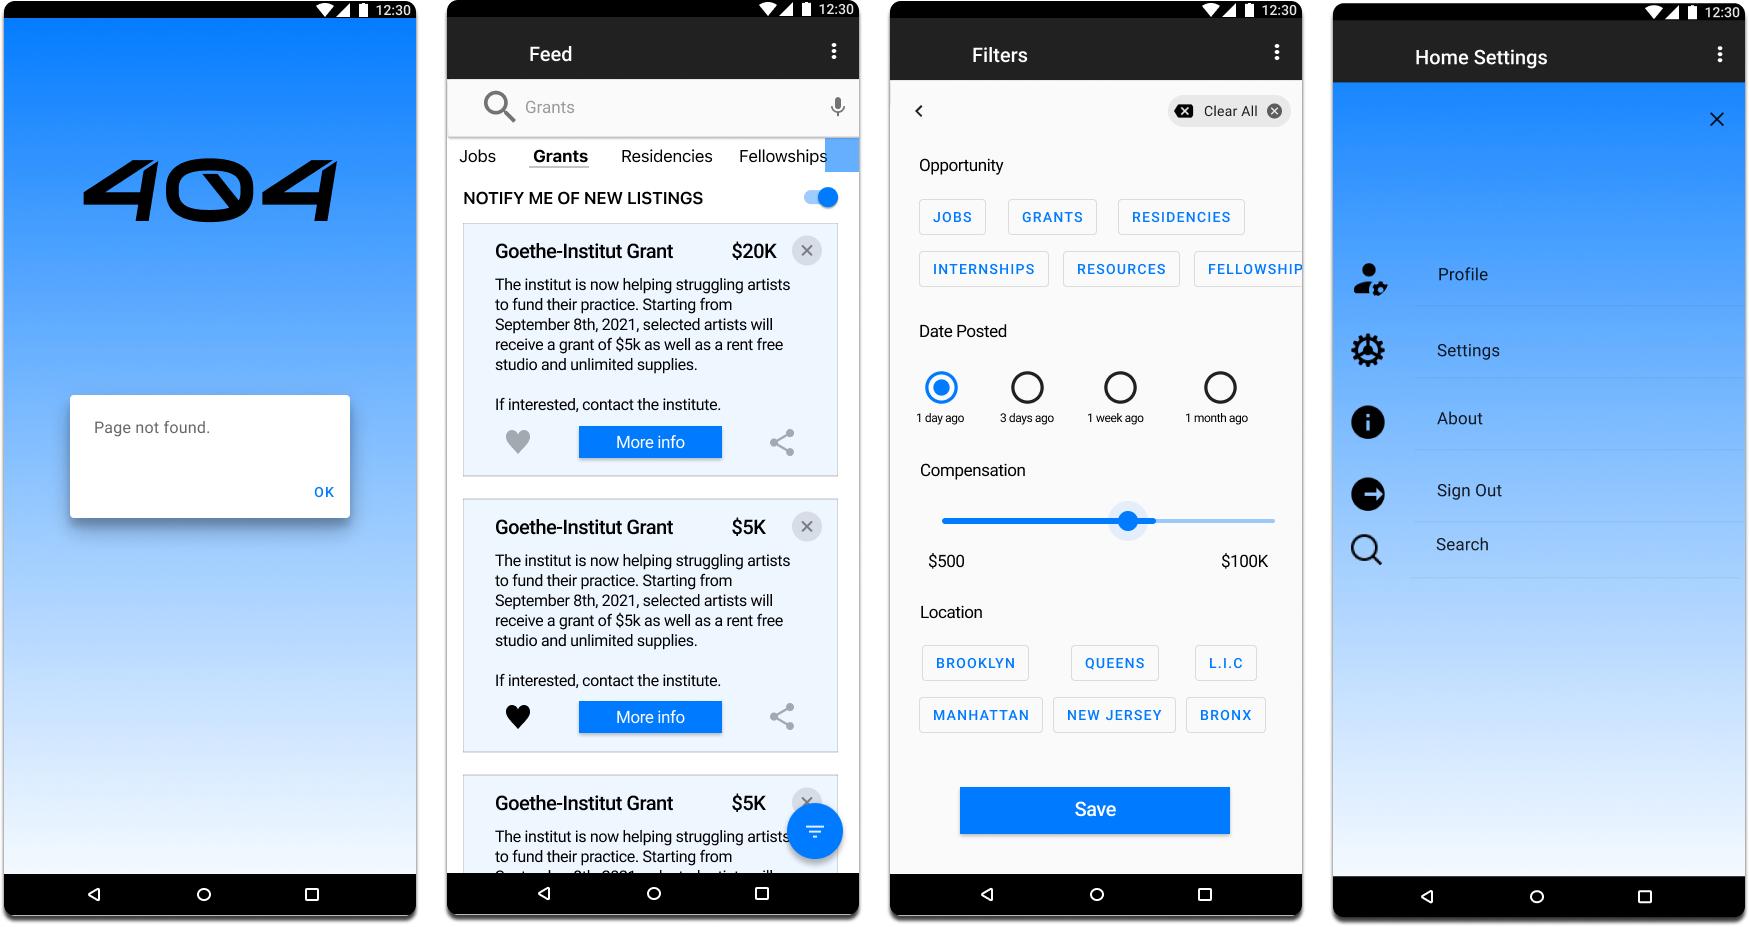 12:30
404
Page not found.
OK
12:30
Feed
Grants
Jobs Grants Residencies Fellowships
NOTIFY ME OF NEW LISTINGS
Goethe-Institut Grant $20K
The institut is now helping struggling artists
to fund their practice. Starting from
September 8th, 2021, selected artists will
receive a grant of $5k as well as a rent free
studio and unlimited supplies.
If interested, contact the institute.
More info
Goethe-Institut Grant $5K
The institut is now helping struggling artists
to fund their practice. Starting from
September 8th, 2021, selected artists will
receive a grant of $5k as well as a rent free
studio and unlimited supplies.
If interested, contact the institute.
More info
Goethe-Institut Grant $5K
The institut is now helping struggling artists
to fund their practice. Starting from
12:30
Filters
Clear All
Opportunity
JOBS GRANTS RESIDENCIES
INTERNSHIPS RESOURCES FELLOWSHIP
Date Posted
1 day ago 3 days ago 1 week ago 1 month ago
Compensation
$500 $100K
Location
BROOKLYN QUEENS L.I.C
MANHATTAN NEW JERSEY BRONX
Save
12:30
Home Settings
Profile
Settings
About
Sign Out
Search